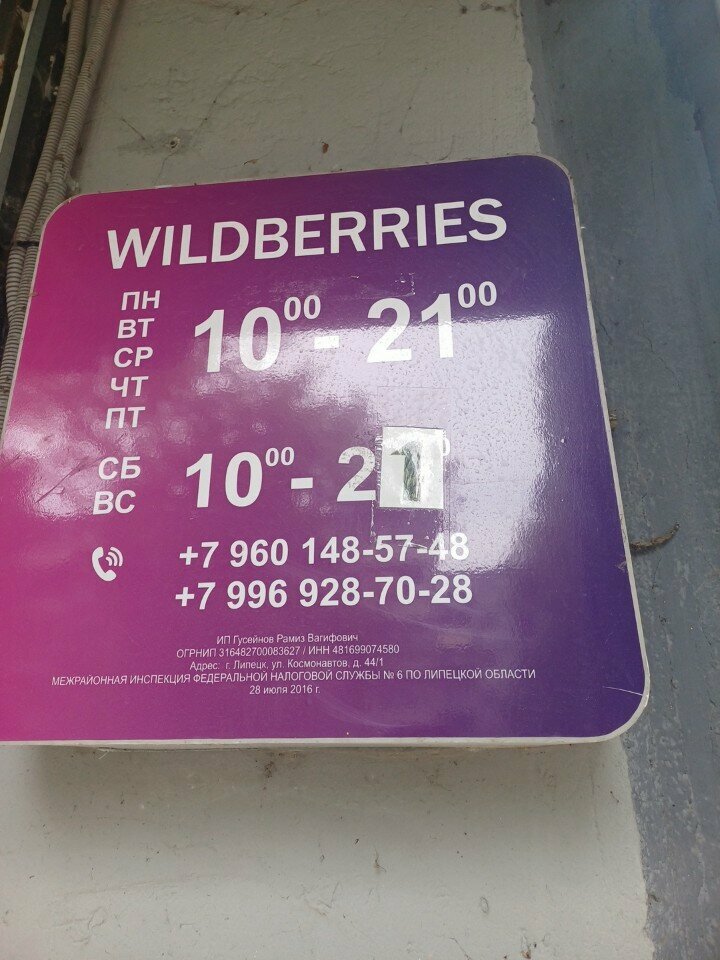 WILDBERRIES
ПН
ВТ
СР
ЧТ
ПТ
10⁰⁰ - 21⁰⁰
СБ
ВС
10⁰⁰ - 21
+7 960 148-57-48
+7 996 928-70-28
ИП Гусейнов Рамиз Вагифович
ОГРНИП 316482700083627 / ИНН 481699074580
Адрес: г. Липецк, ул. Космонавтов, д. 44/1
МЕЖРАЙОННАЯ ИНСПЕКЦИЯ ФЕДЕРАЛЬНОЙ НАЛОГОВОЙ СЛУЖБЫ № 6 ПО ЛИПЕЦКОЙ ОБЛАСТИ
28 июля 2016 г.